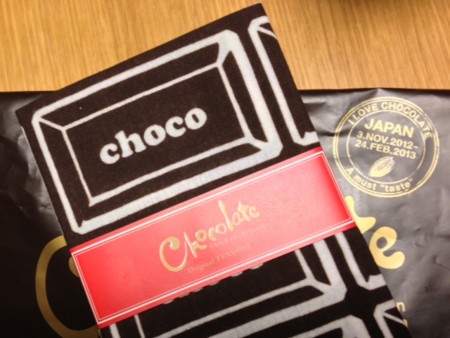 choco
Chocolate
I LOVE CHOCOLATE
JAPAN
3.NOV.2012-
24.FEB.2013
A must "taste"